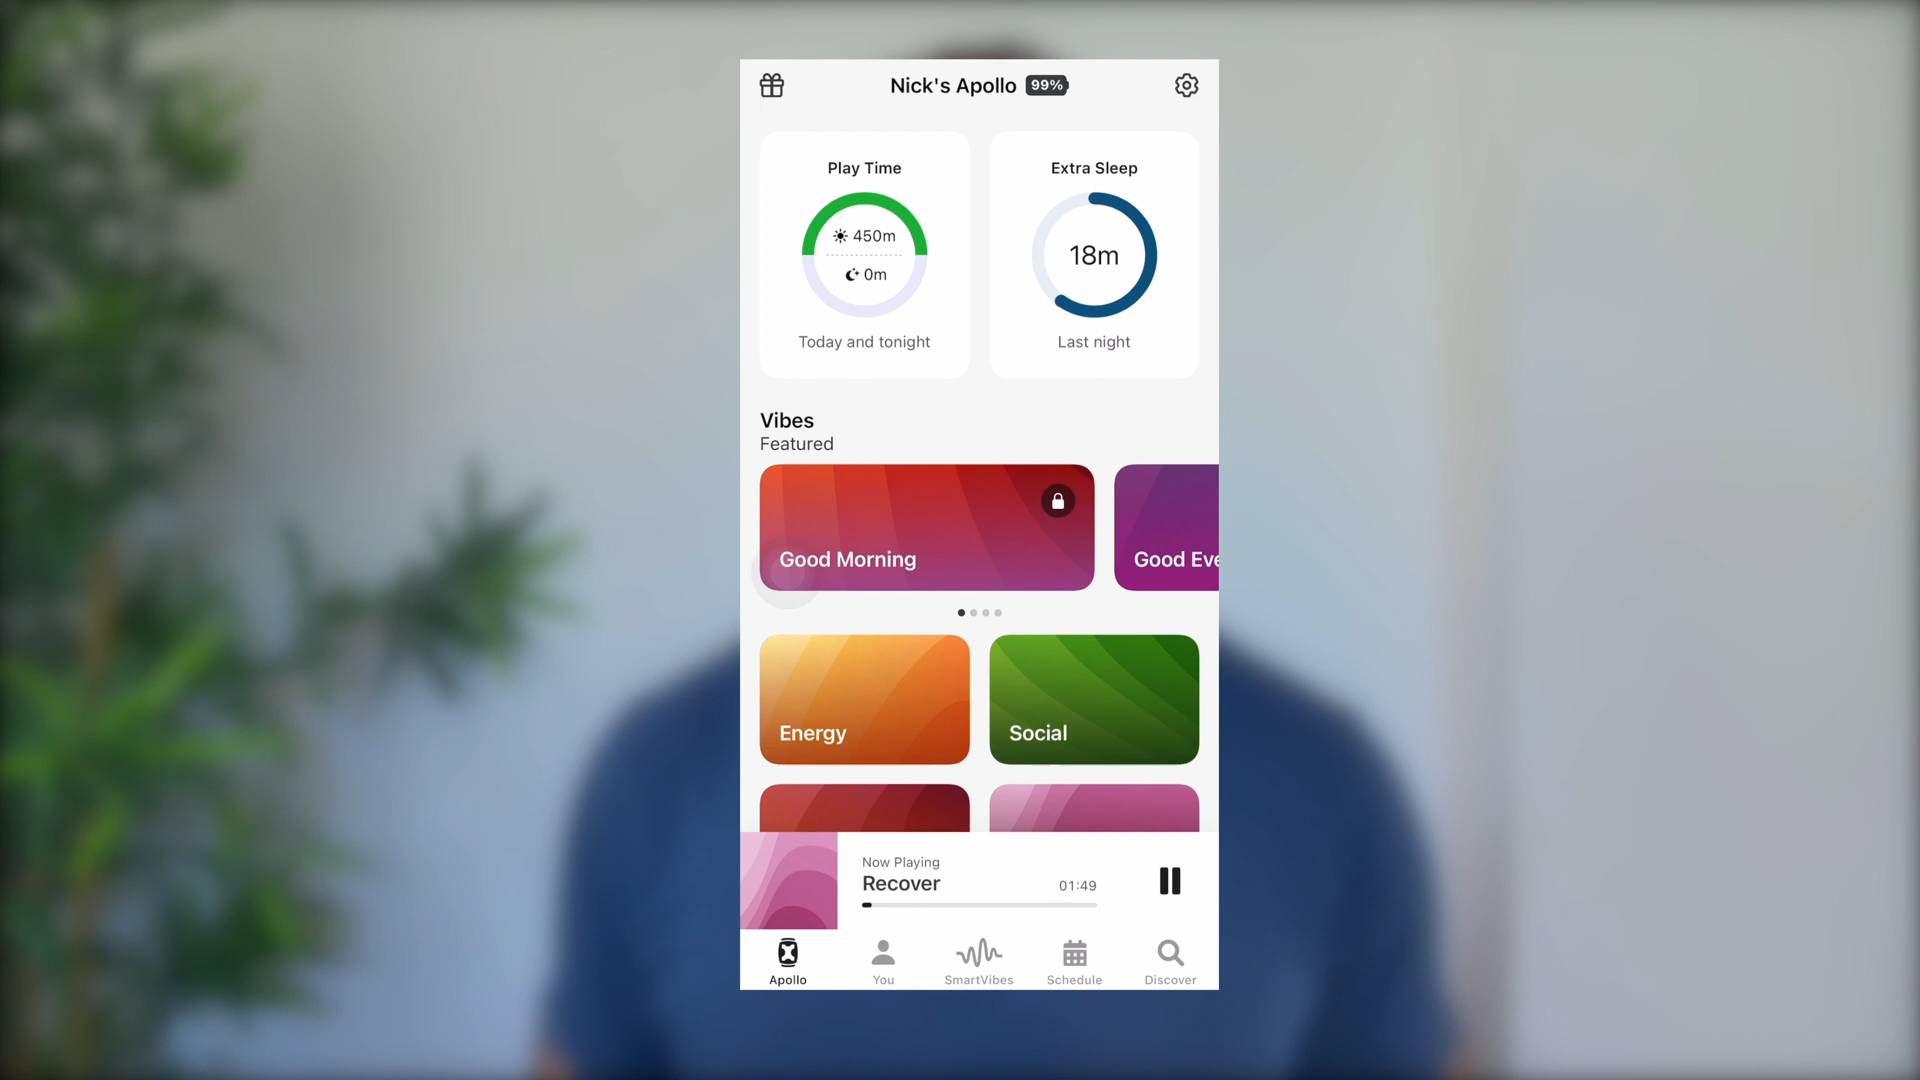 Nick's Apollo 99%
Play Time
450m
0m
Today and tonight
Extra Sleep
18m
Last night
Vibes
Featured
Good Morning
Good Eve
Energy
Social
Now Playing
Recover
01:49
Apollo
You
SmartVibes
Schedule
Discover